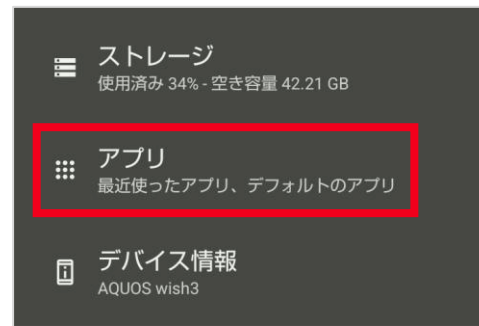 ストレージ
使用済み 34% - 空き容量 42.21 GB
アプリ
最近使ったアプリ、デフォルトのアプリ
デバイス情報
AQUOS wish3